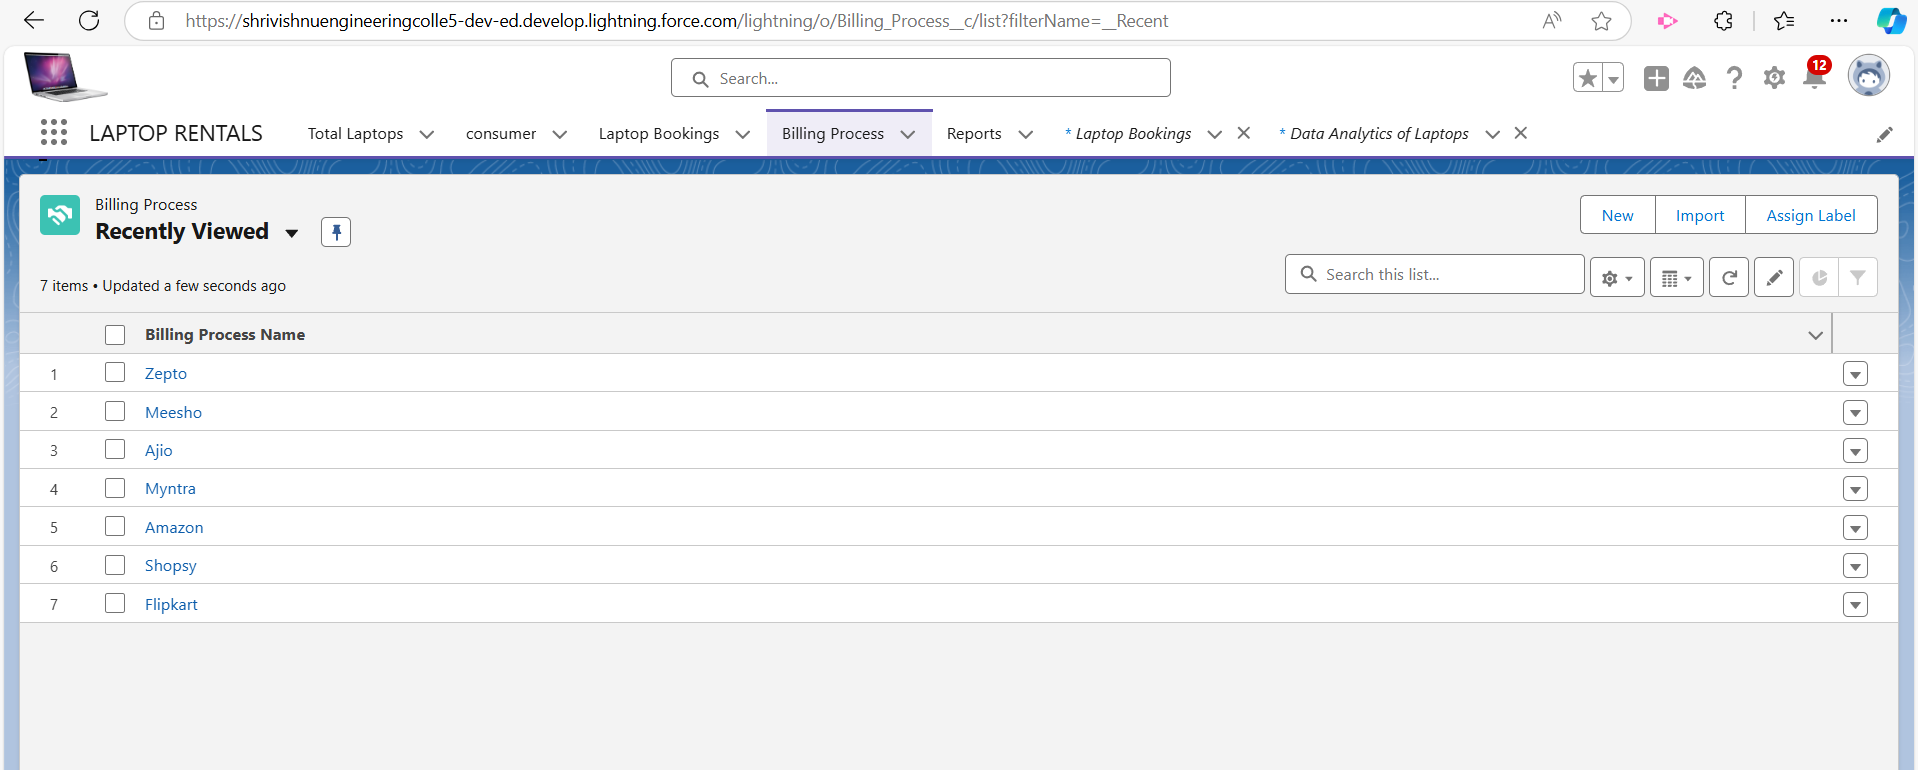 https://shrivishnuengineeringcolle5-dev-ed.develop.lightning.force.com/lightning/o/Billing_Process__c/list?filterName=__Recent
Search...
12
LAPTOP RENTALS
Total Laptops
consumer
Laptop Bookings
Billing Process
Reports
* Laptop Bookings
* Data Analytics of Laptops
Billing Process
Recently Viewed
New
Import
Assign Label
7 items • Updated a few seconds ago
Search this list...
Billing Process Name
1 Zepto
2 Meesho
3 Ajio
4 Myntra
5 Amazon
6 Shopsy
7 Flipkart